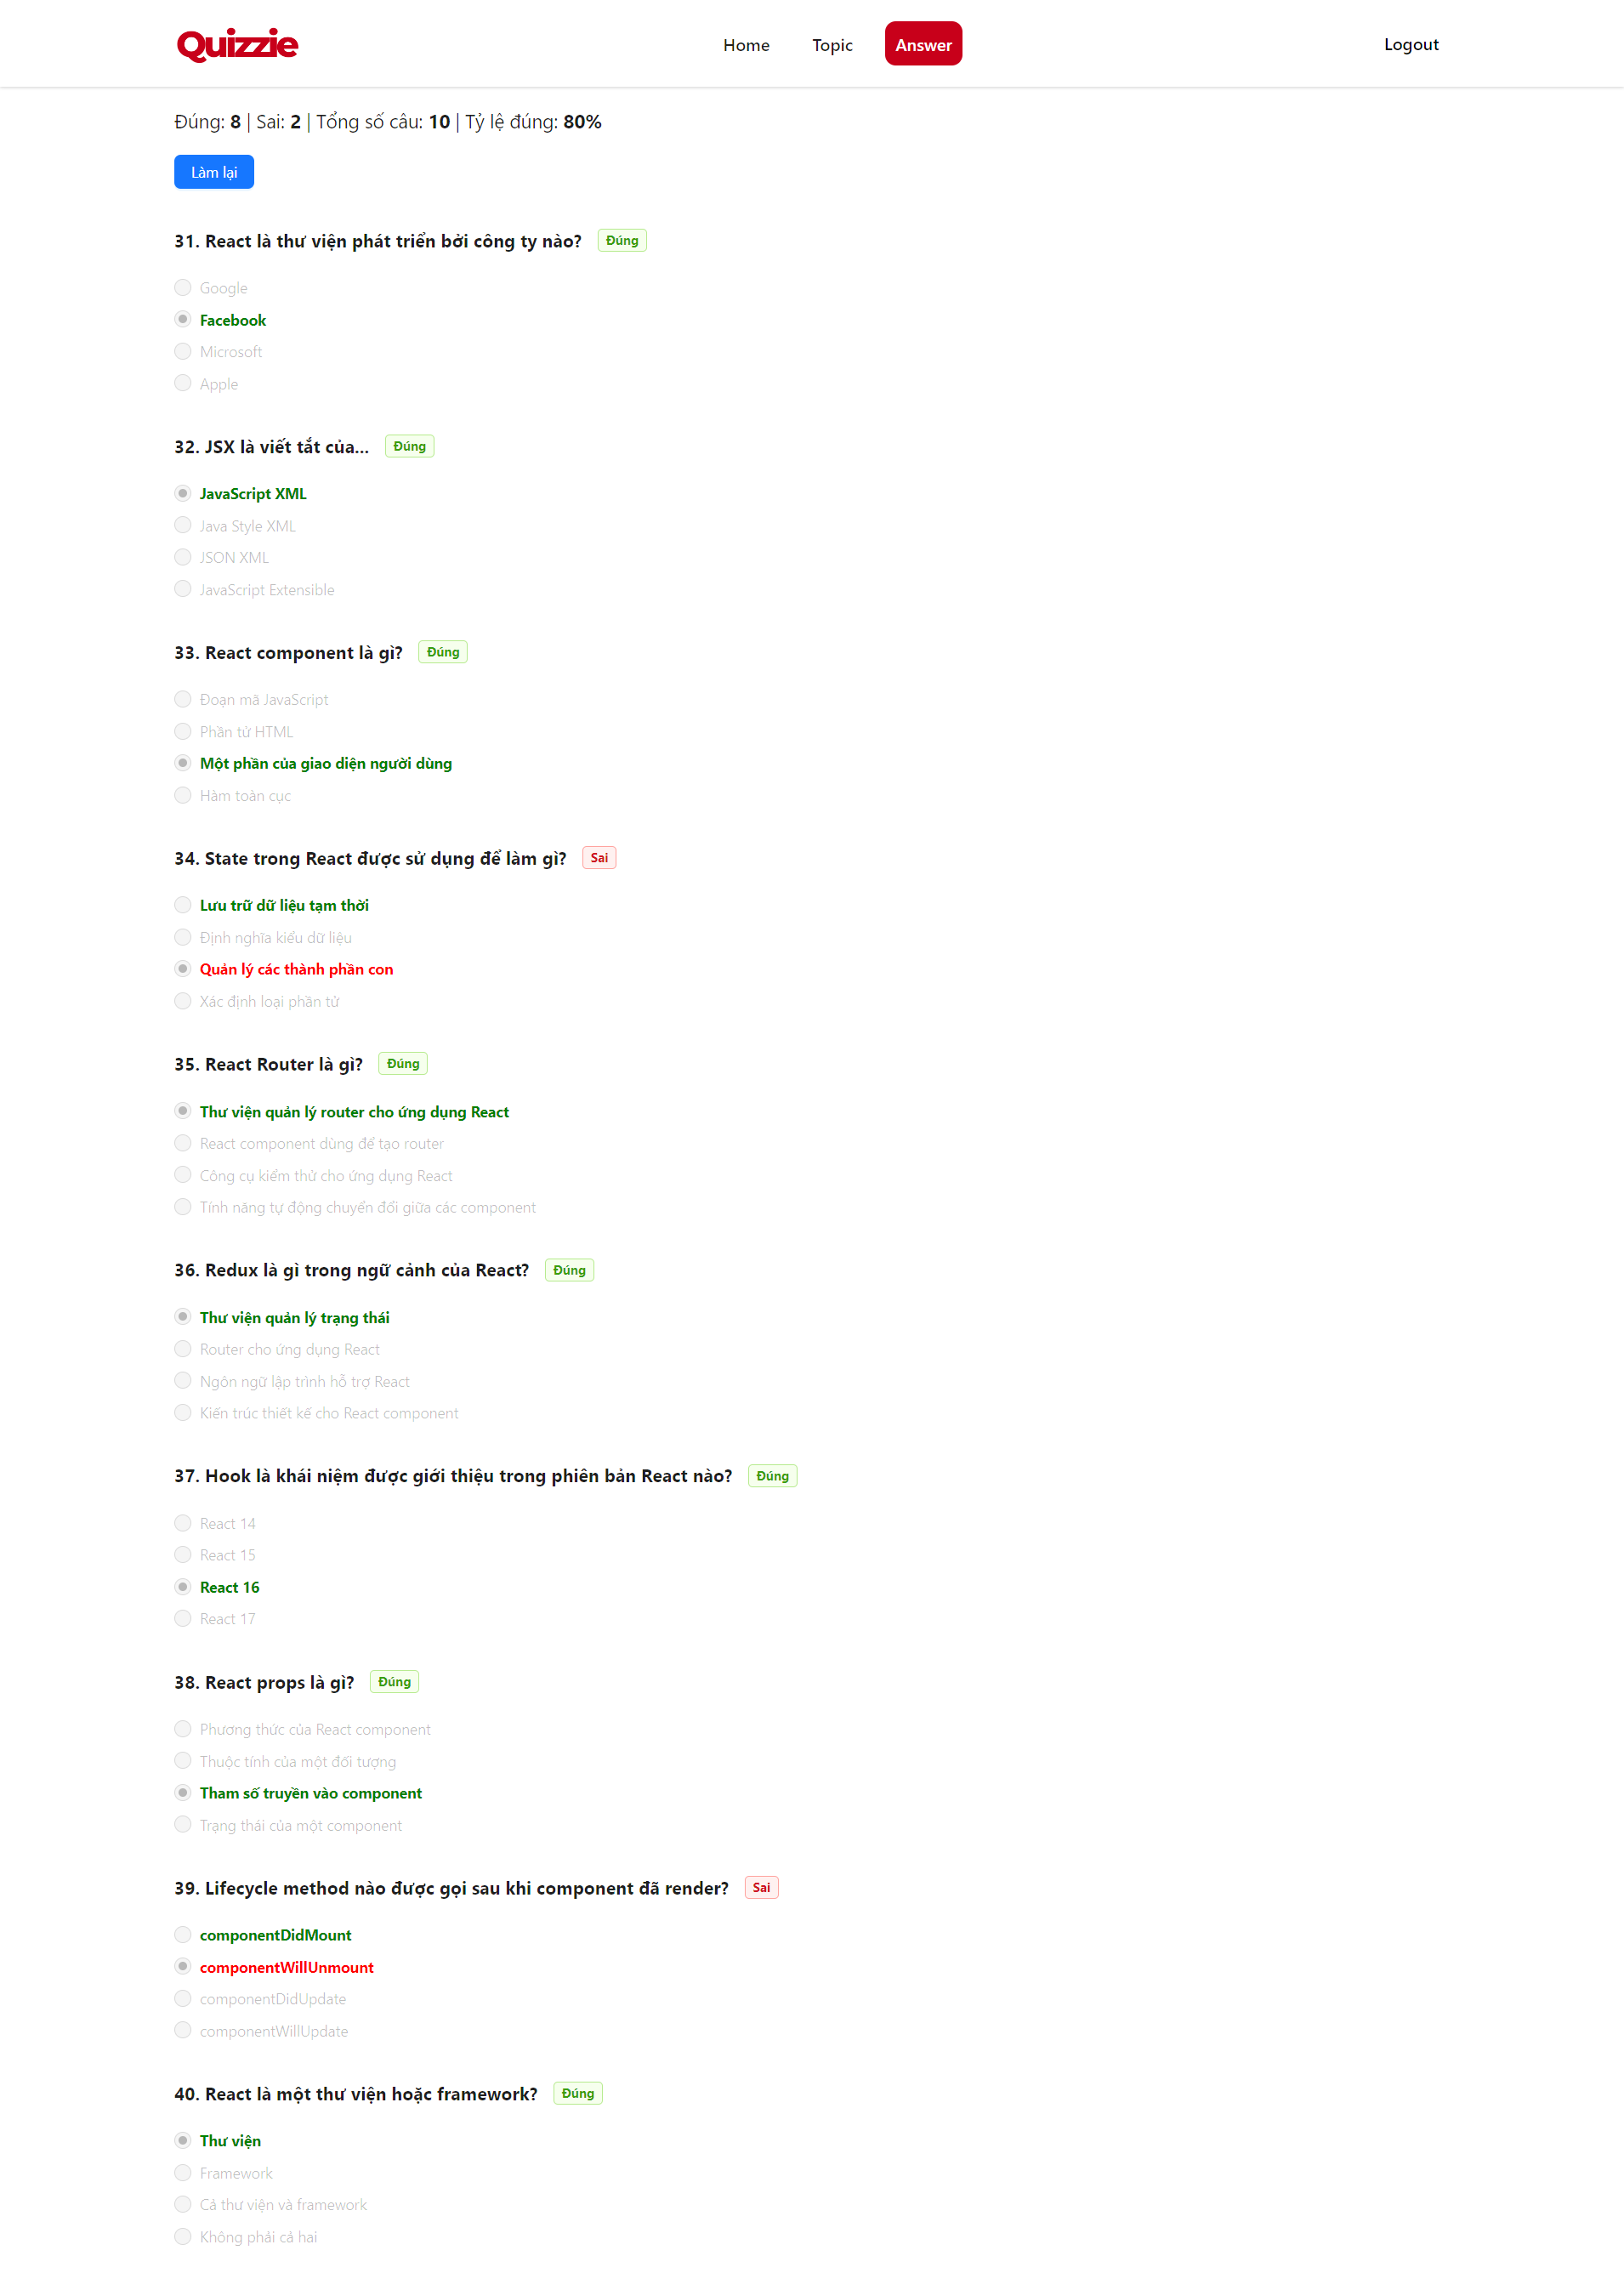 Quizzie
Home Topic Answer Logout
Đúng: 8 | Sai: 2 | Tổng số câu: 10 | Tỷ lệ đúng: 80%
Làm lại
31. React là thư viện phát triển bởi công ty nào? Đúng
Google
Facebook
Microsoft
Apple
32. JSX là viết tắt của... Đúng
JavaScript XML
Java Style XML
JSON XML
JavaScript Extensible
33. React component là gì? Đúng
Đoạn mã JavaScript
Phần tử HTML
Một phần của giao diện người dùng
Hàm toàn cục
34. State trong React được sử dụng để làm gì? Sai
Lưu trữ dữ liệu tạm thời
Định nghĩa kiểu dữ liệu
Quản lý các thành phần con
Xác định loại phần tử
35. React Router là gì? Đúng
Thư viện quản lý router cho ứng dụng React
React component dùng để tạo router
Công cụ kiểm thử cho ứng dụng React
Tính năng tự động chuyển đổi giữa các component
36. Redux là gì trong ngữ cảnh của React? Đúng
Thư viện quản lý trạng thái
Router cho ứng dụng React
Ngôn ngữ lập trình hỗ trợ React
Kiến trúc thiết kế cho React component
37. Hook là khái niệm được giới thiệu trong phiên bản React nào? Đúng
React 14
React 15
React 16
React 17
38. React props là gì? Đúng
Phương thức của React component
Thuộc tính của một đối tượng
Tham số truyền vào component
Trạng thái của một component
39. Lifecycle method nào được gọi sau khi component đã render? Sai
componentDidMount
componentWillUnmount
componentDidUpdate
componentWillUpdate
40. React là một thư viện hoặc framework? Đúng
Thư viện
Framework
Cả thư viện và framework
Không phải cả hai